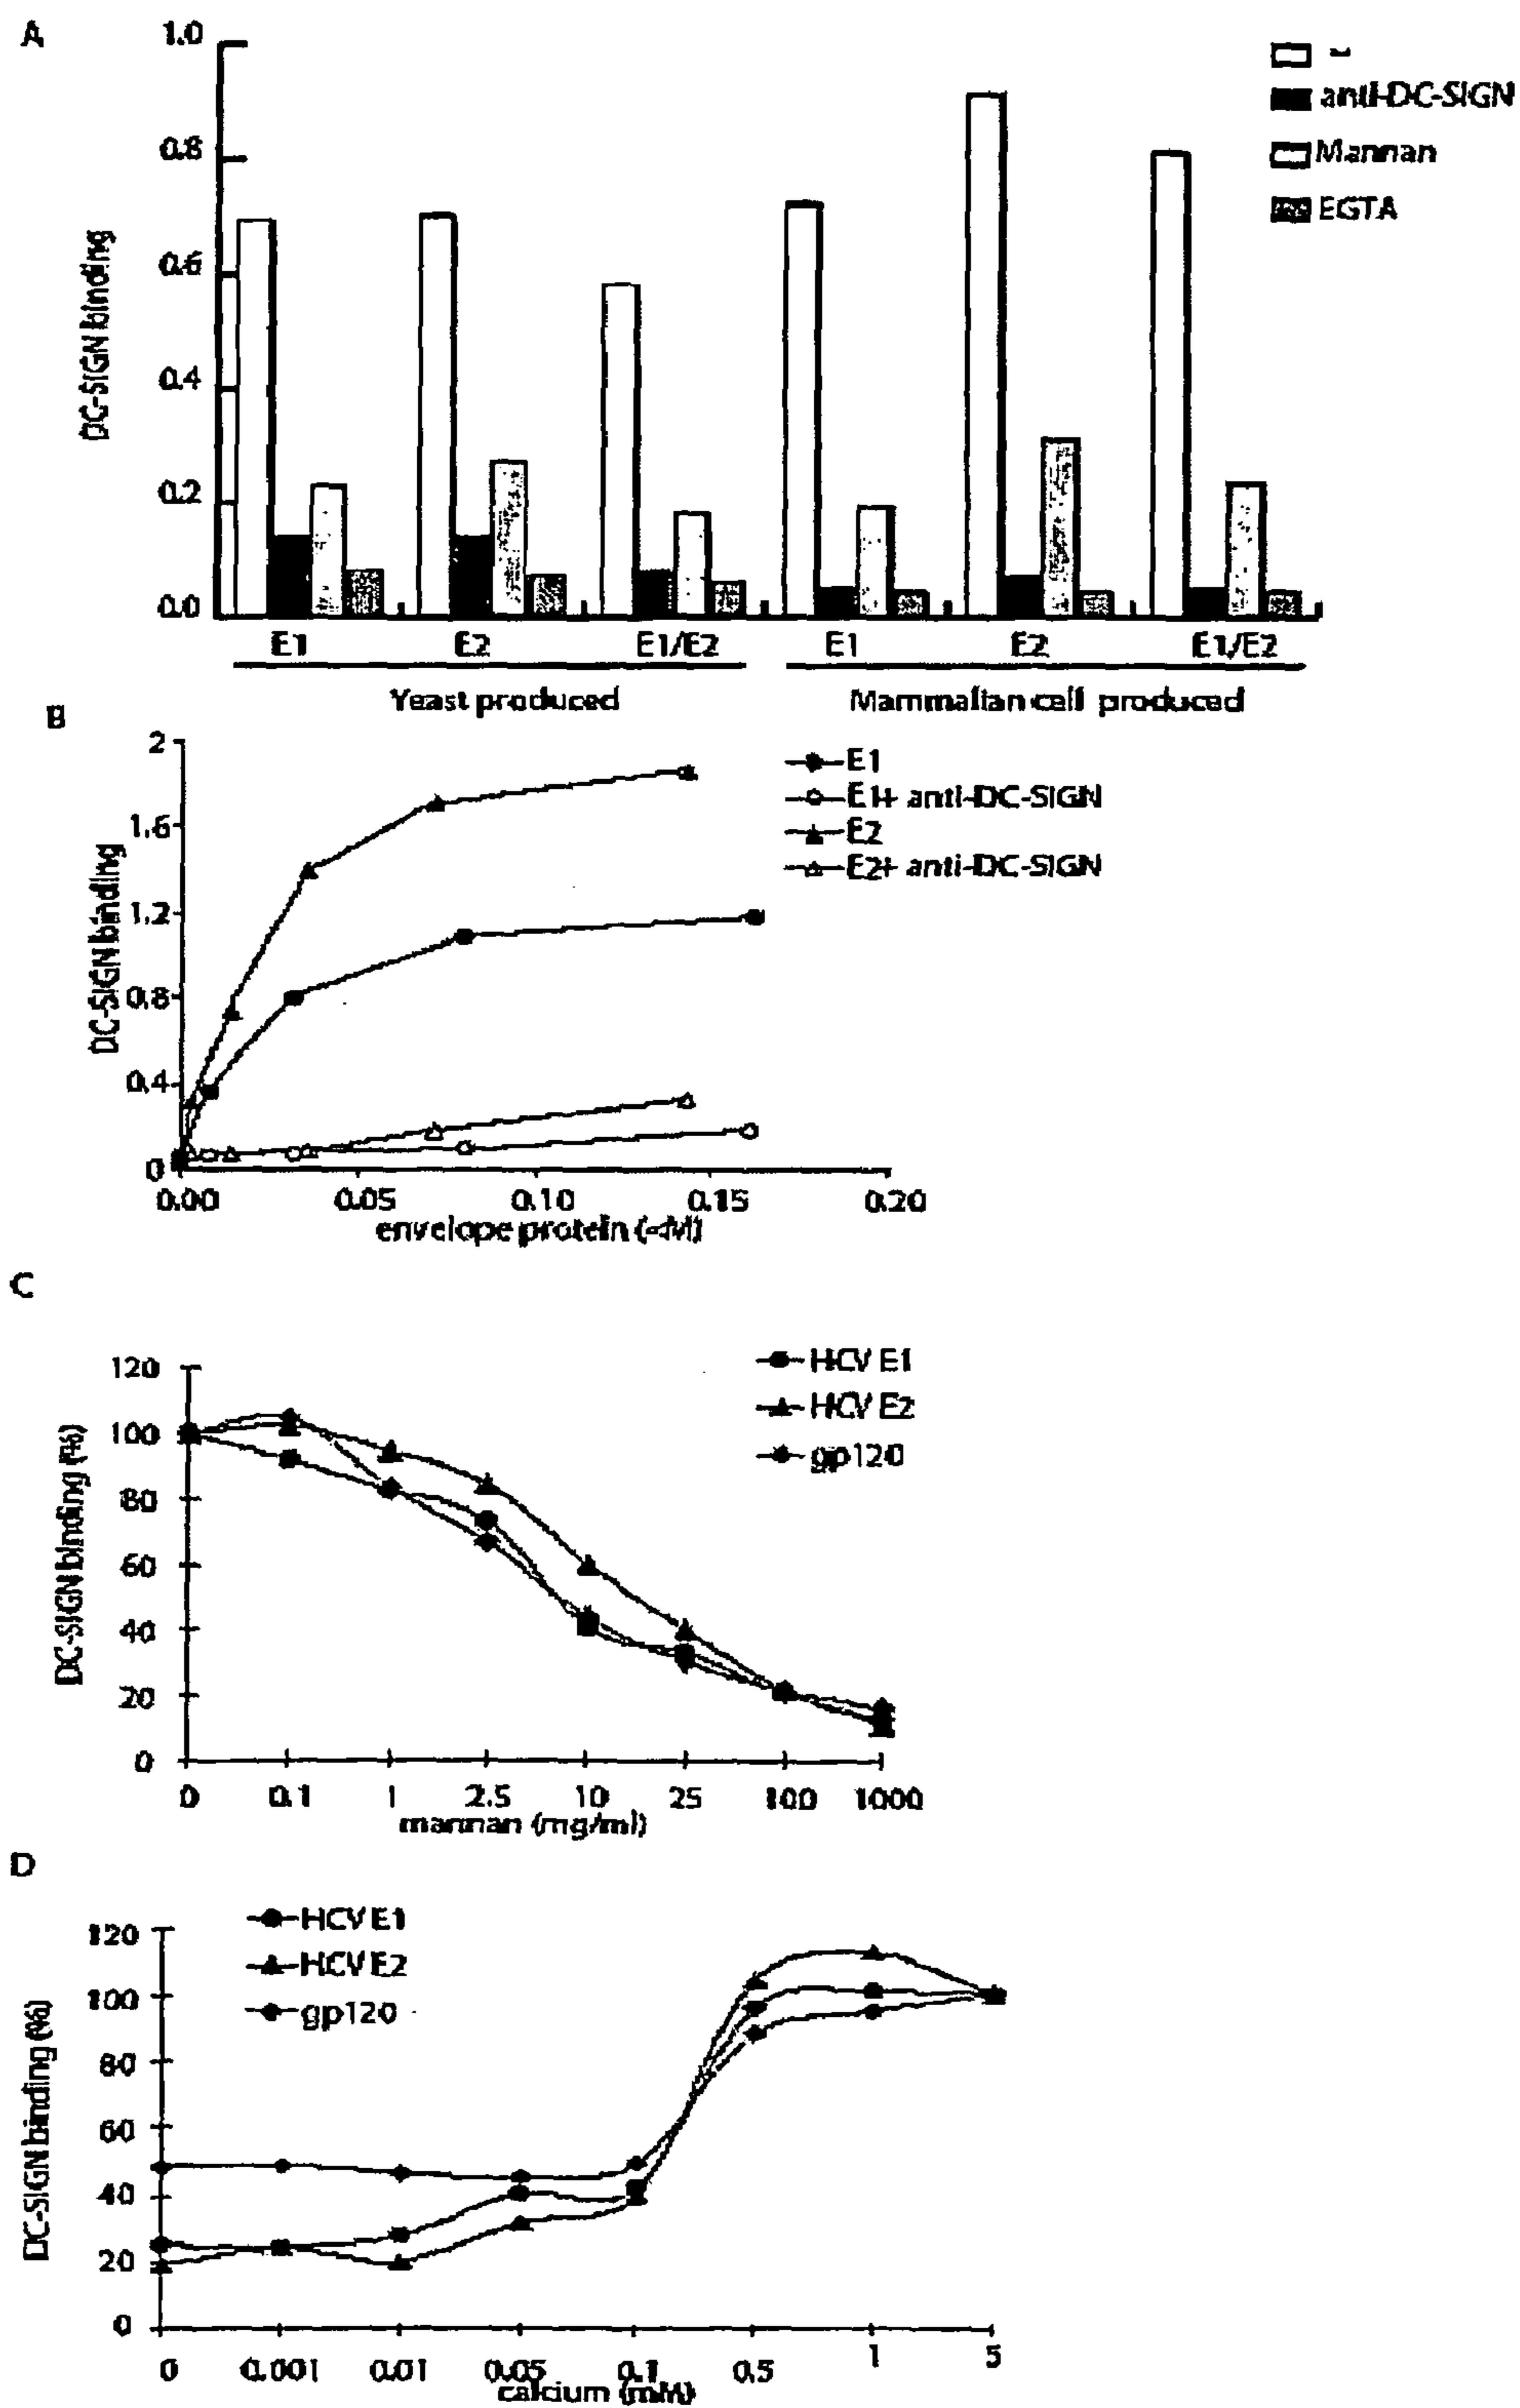 A
1.0
0.8
0.6
0.4
0.2
0.0
DC-SIGN binding
–
anti-DC-SIGN
Mannan
EGTA
E1 E2 E1/E2 E1 E2 E1/E2
Yeast produced Mammalian cell produced
B
2
1.6
1.2
0.8
0.4
0
DC-SIGN binding
E1
E1+ anti-DC-SIGN
E2
E2+ anti-DC-SIGN
0.00 0.05 0.10 0.15 0.20
envelope protein
C
120
100
80
60
40
20
0
DC-SIGN binding (%)
HCV E1
HCV E2
gp120
0 0.1 1 2.5 10 25 100 1000
mannan (mg/ml)
D
120
100
80
60
40
20
0
DC-SIGN binding (%)
HCV E1
HCV E2
gp120
0 0.001 0.01 0.05 0.1 0.5 1 5
calcium (mM)